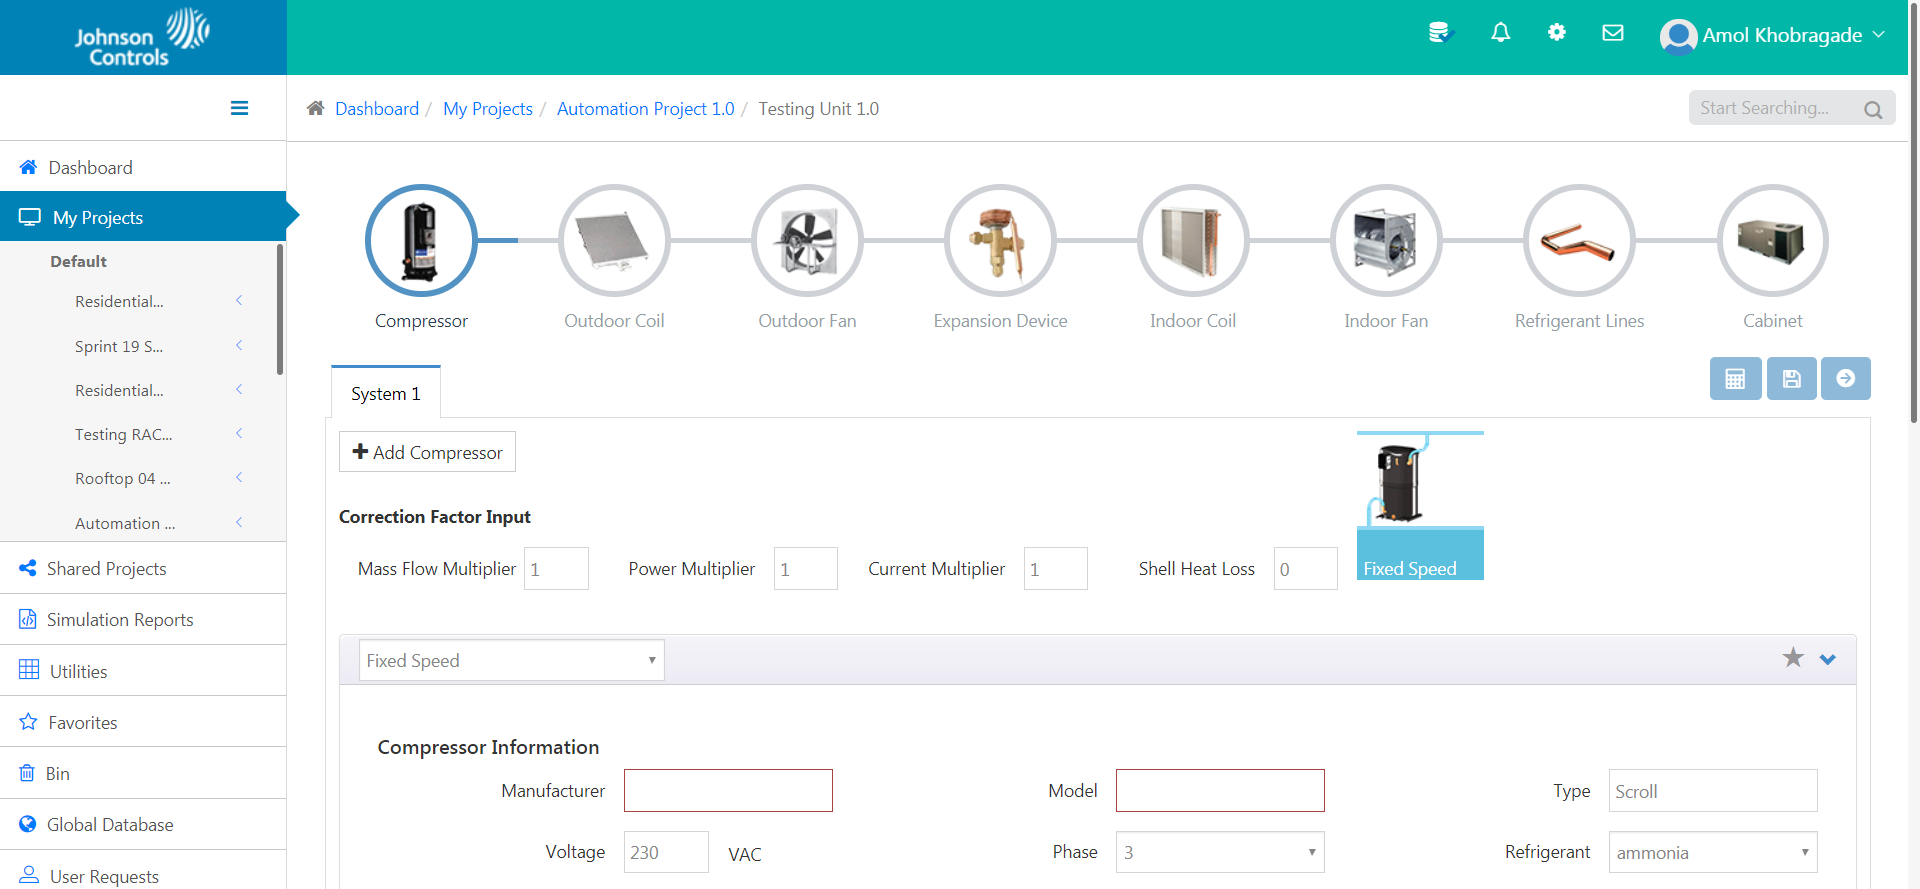 Johnson
Controls
Amol Khobragade
Dashboard / My Projects / Automation Project 1.0 / Testing Unit 1.0
Start Searching...
Dashboard
My Projects
Default
Residential...
Sprint 19 S...
Residential...
Testing RAC...
Rooftop 04 ...
Automation ...
Shared Projects
Simulation Reports
Utilities
Favorites
Bin
Global Database
User Requests
Compressor
Outdoor Coil
Outdoor Fan
Expansion Device
Indoor Coil
Indoor Fan
Refrigerant Lines
Cabinet
System 1
Add Compressor
Correction Factor Input
Mass Flow Multiplier 1 Power Multiplier 1 Current Multiplier 1 Shell Heat Loss 0
Fixed Speed
Fixed Speed
Compressor Information
Manufacturer Model Type Scroll
Voltage 230 VAC Phase 3 Refrigerant ammonia